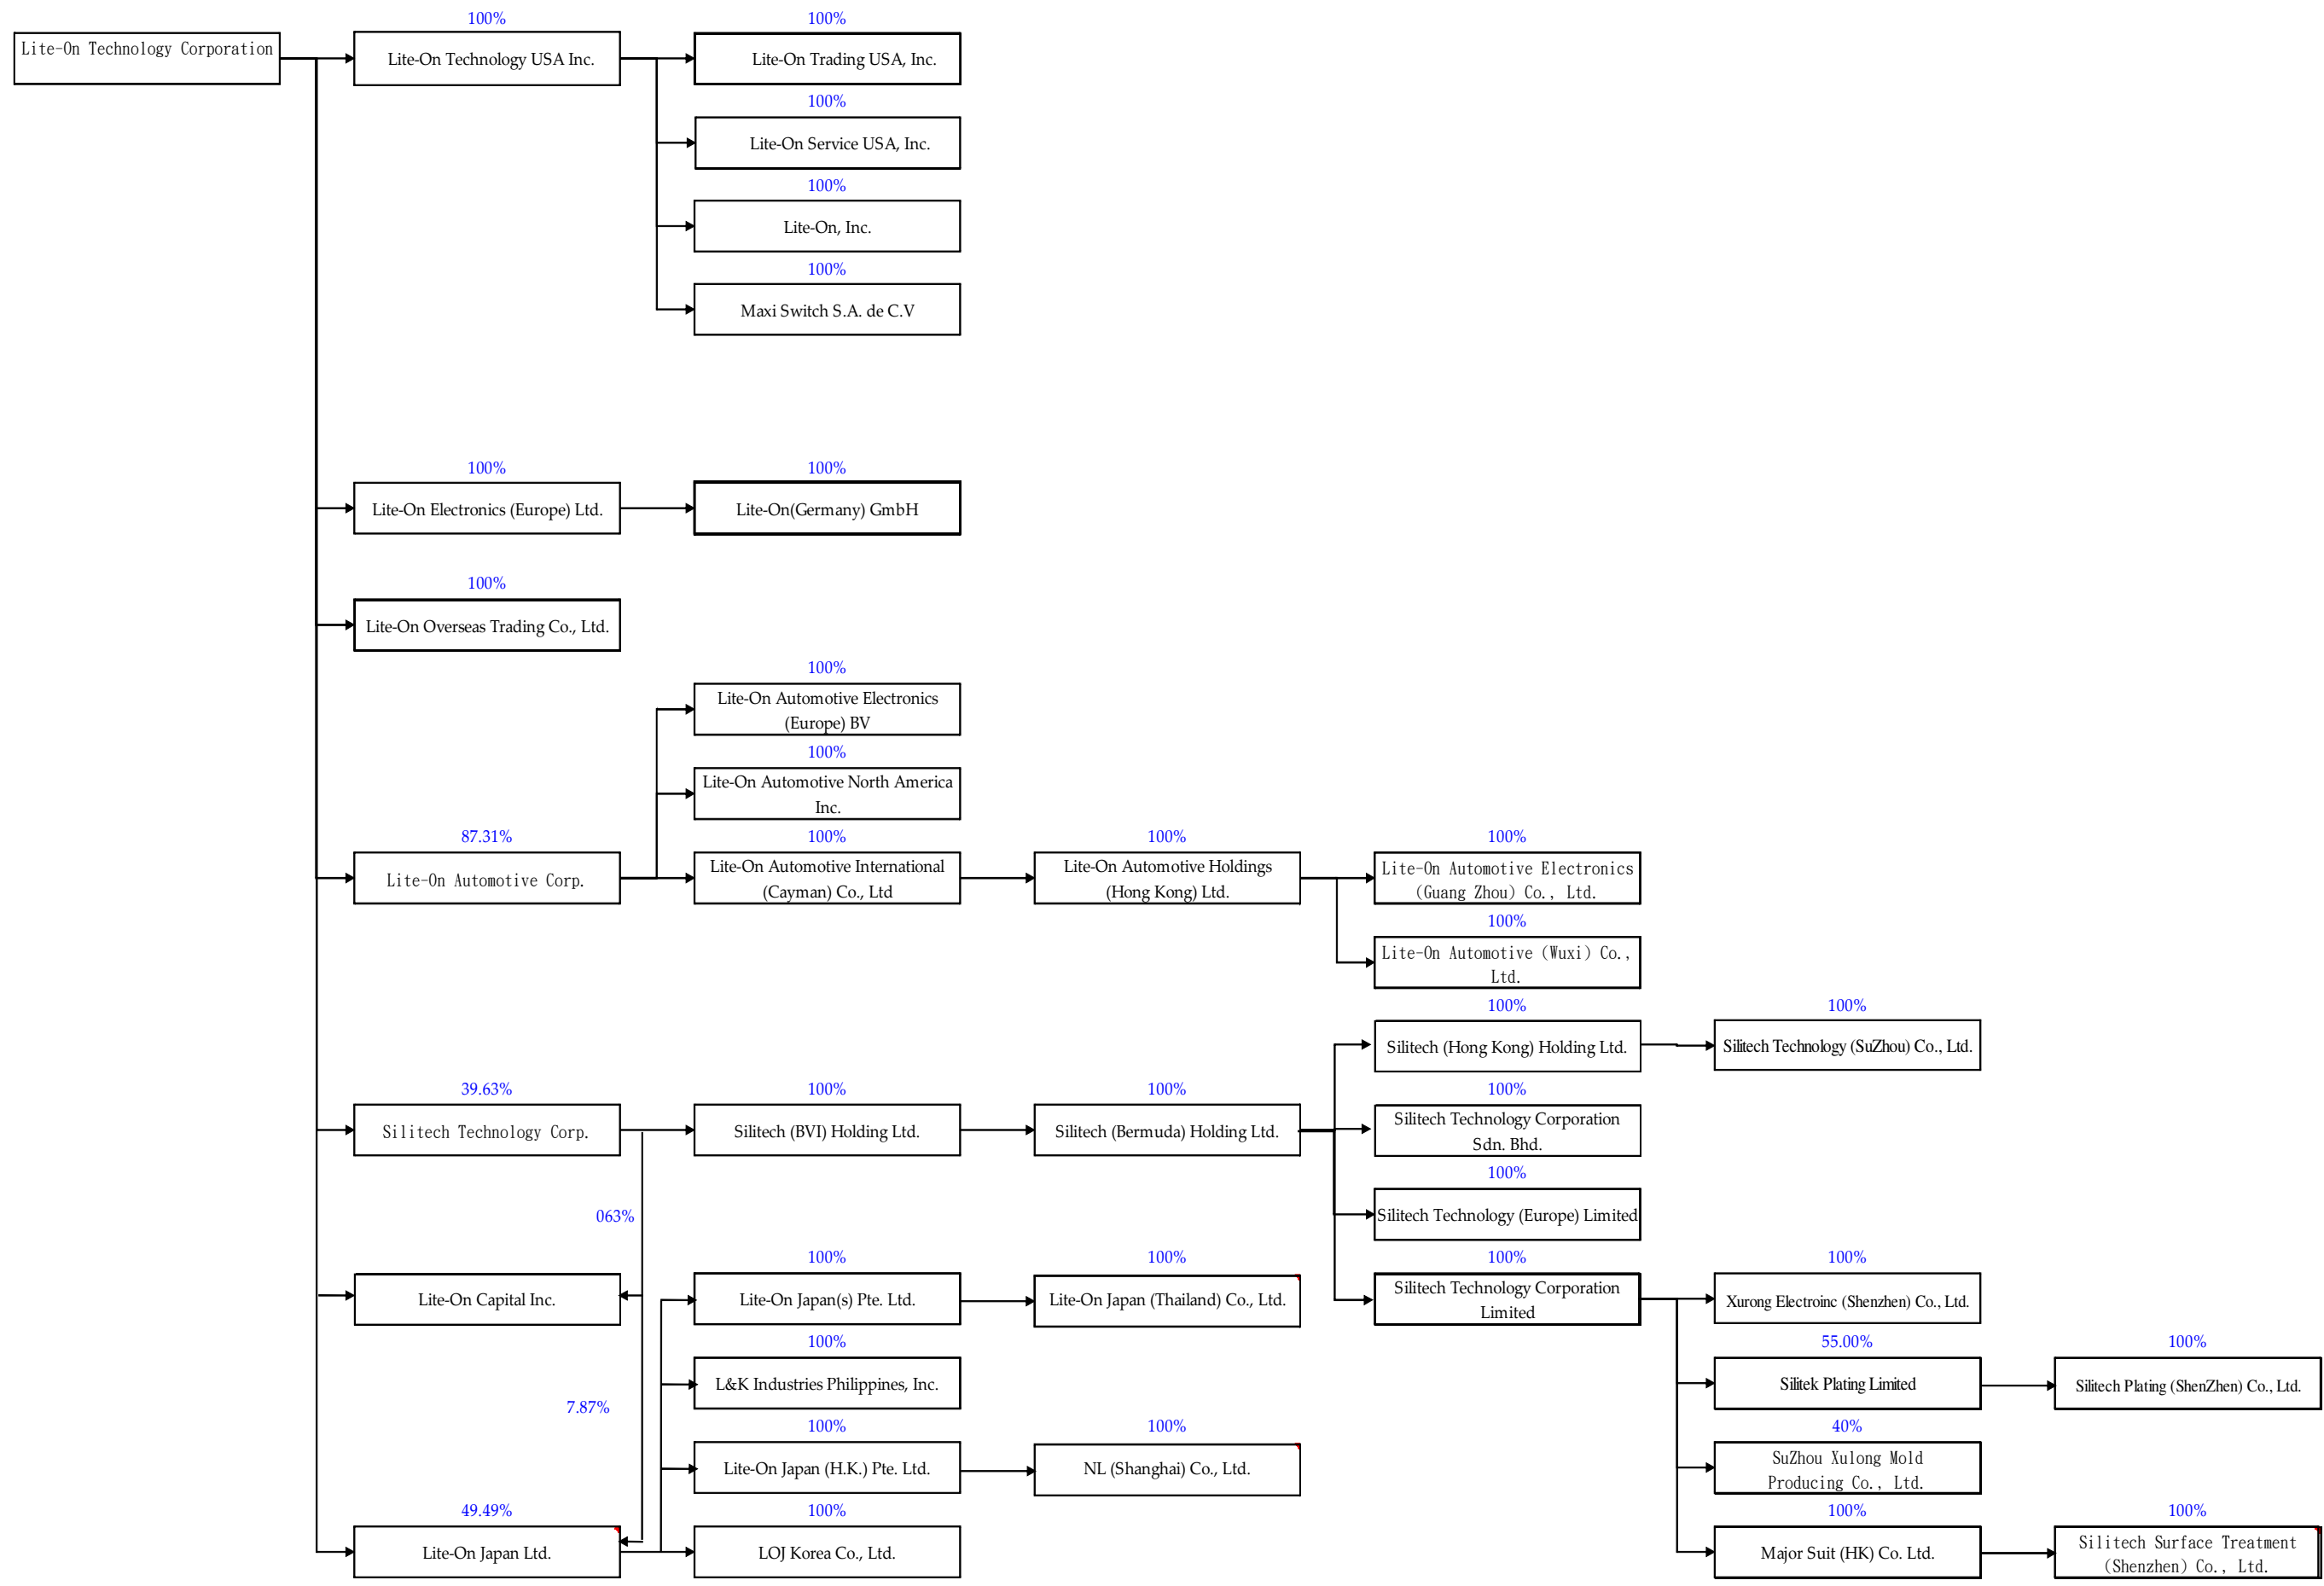 100%
100%
Lite-On Technology Corporation
Lite-On Technology USA Inc.
Lite-On Trading USA, Inc.
100%
Lite-On Service USA, Inc.
100%
Lite-On, Inc.
100%
Maxi Switch S.A. de C.V
100%
100%
Lite-On Electronics (Europe) Ltd.
Lite-On(Germany) GmbH
100%
Lite-On Overseas Trading Co., Ltd.
100%
Lite-On Automotive Electronics
(Europe) BV
100%
Lite-On Automotive North America
Inc.
87.31%
100%
100%
100%
Lite-On Automotive Corp.
Lite-On Automotive International
(Cayman) Co., Ltd
Lite-On Automotive Holdings
(Hong Kong) Ltd.
Lite-On Automotive Electronics
(Guang Zhou) Co., Ltd.
100%
Lite-On Automotive (Wuxi) Co.,
Ltd.
100%
100%
Silitech (Hong Kong) Holding Ltd.
Silitech Technology (SuZhou) Co., Ltd.
39.63%
100%
100%
100%
Silitech Technology Corp.
Silitech (BVI) Holding Ltd.
Silitech (Bermuda) Holding Ltd.
Silitech Technology Corporation
Sdn. Bhd.
100%
063%
Silitech Technology (Europe) Limited
100%
100%
100%
100%
Lite-On Capital Inc.
Lite-On Japan(s) Pte. Ltd.
Lite-On Japan (Thailand) Co., Ltd.
Silitech Technology Corporation
Limited
Xurong Electroinc (Shenzhen) Co., Ltd.
100%
55.00%
100%
L&K Industries Philippines, Inc.
Silitek Plating Limited
Silitech Plating (ShenZhen) Co., Ltd.
7.87%
100%
100%
40%
Lite-On Japan (H.K.) Pte. Ltd.
NL (Shanghai) Co., Ltd.
SuZhou Xulong Mold
Producing Co., Ltd.
49.49%
100%
100%
100%
Lite-On Japan Ltd.
LOJ Korea Co., Ltd.
Major Suit (HK) Co. Ltd.
Silitech Surface Treatment
(Shenzhen) Co., Ltd.